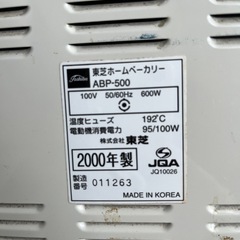 Toshiba
東芝ホームベーカリー
ABP-500
100V 50/60Hz 600W
温度ヒューズ 192℃
電動機消費電力 95/100W
株式会社 東芝
2000年製
製造番号 011263
JQA
JQ10026
MADE IN KOREA